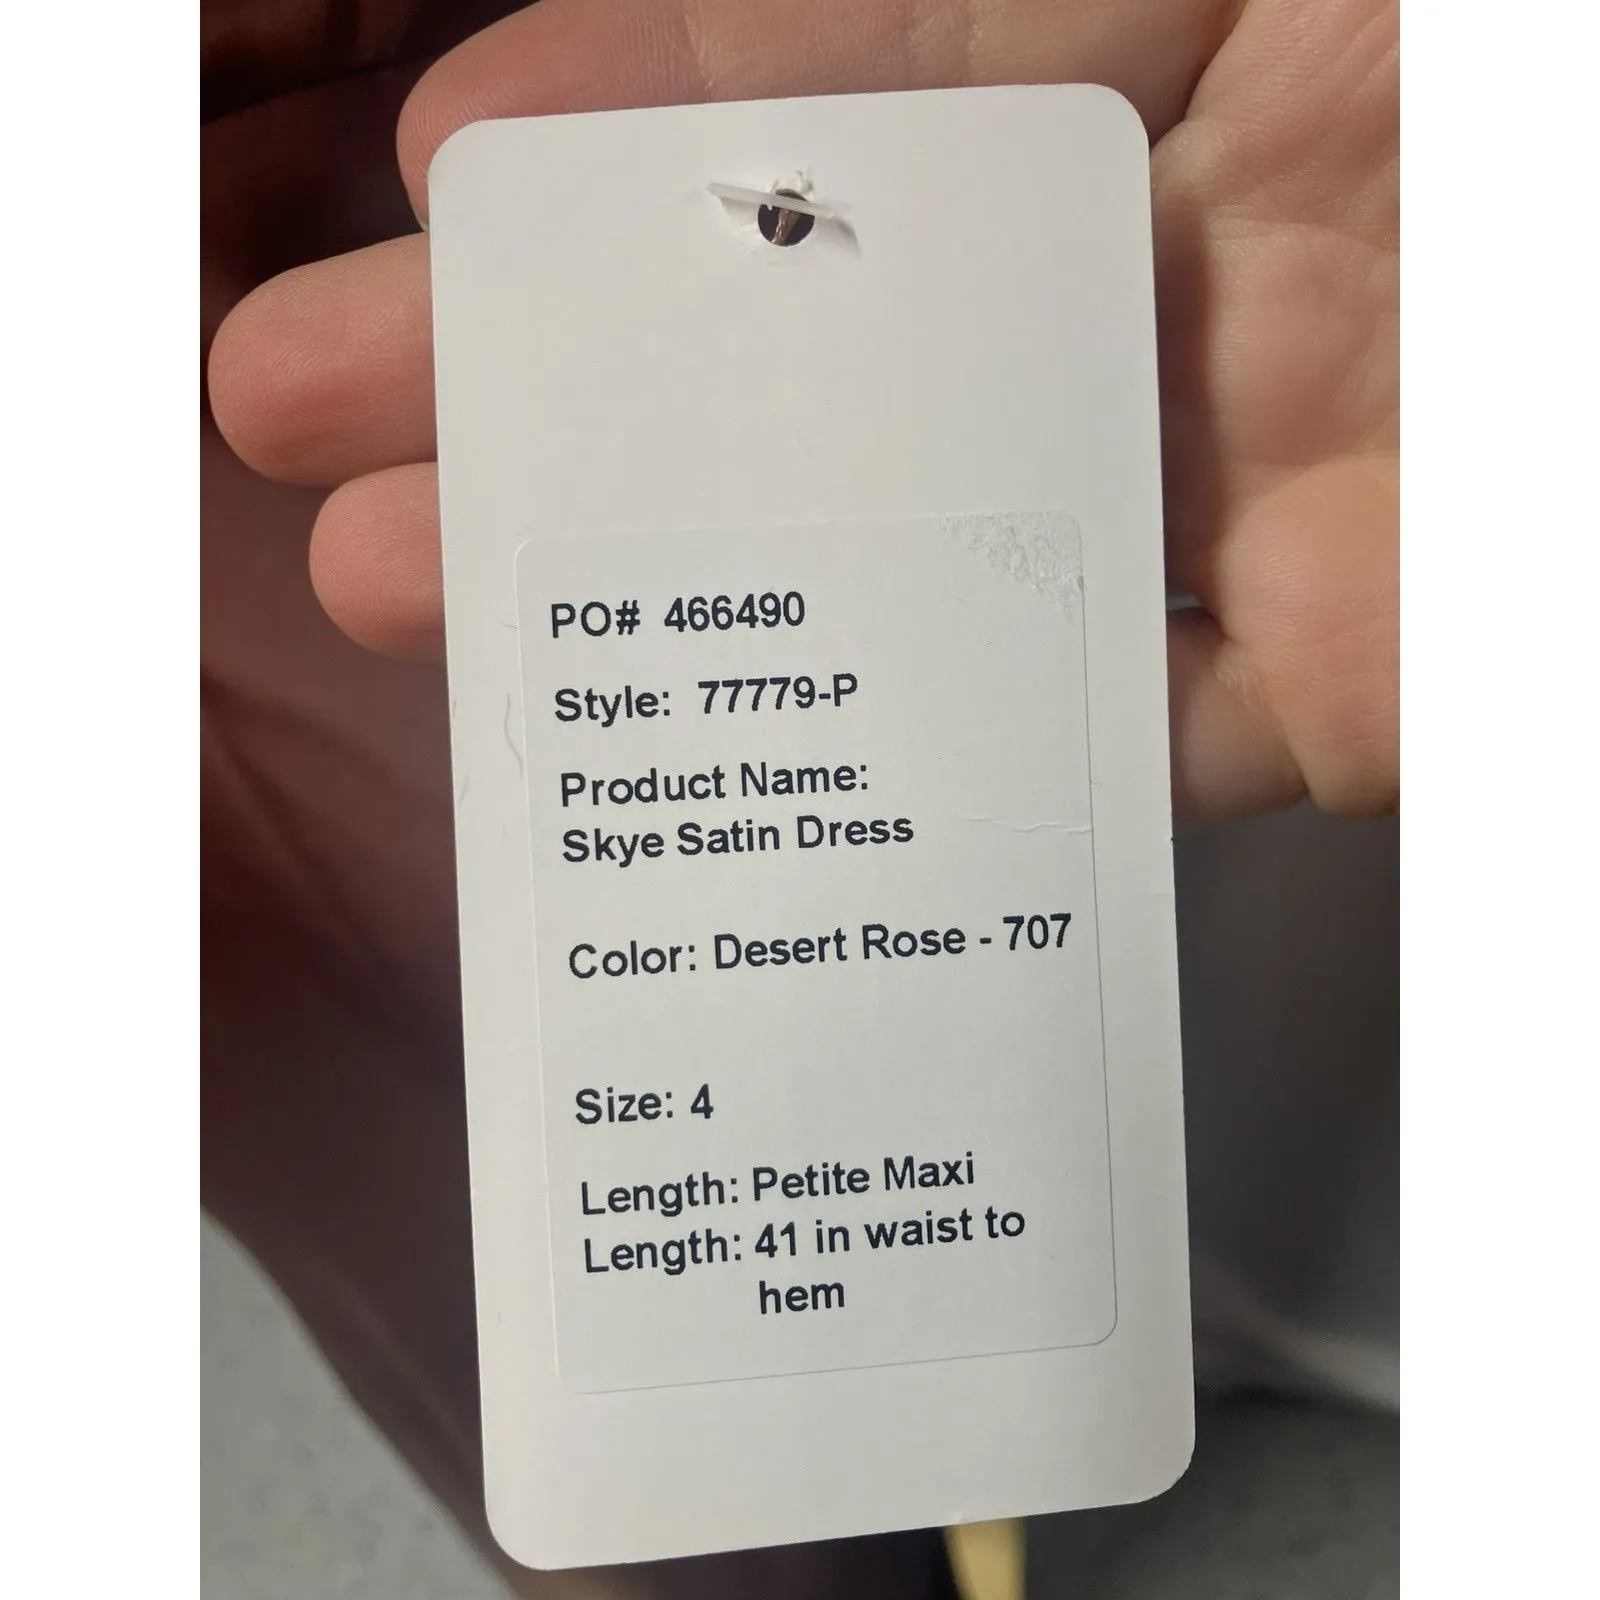 PO# 466490
Style: 77779-P
Product Name:
Skye Satin Dress
Color: Desert Rose - 707
Size: 4
Length: Petite Maxi
Length: 41 in waist to
hem